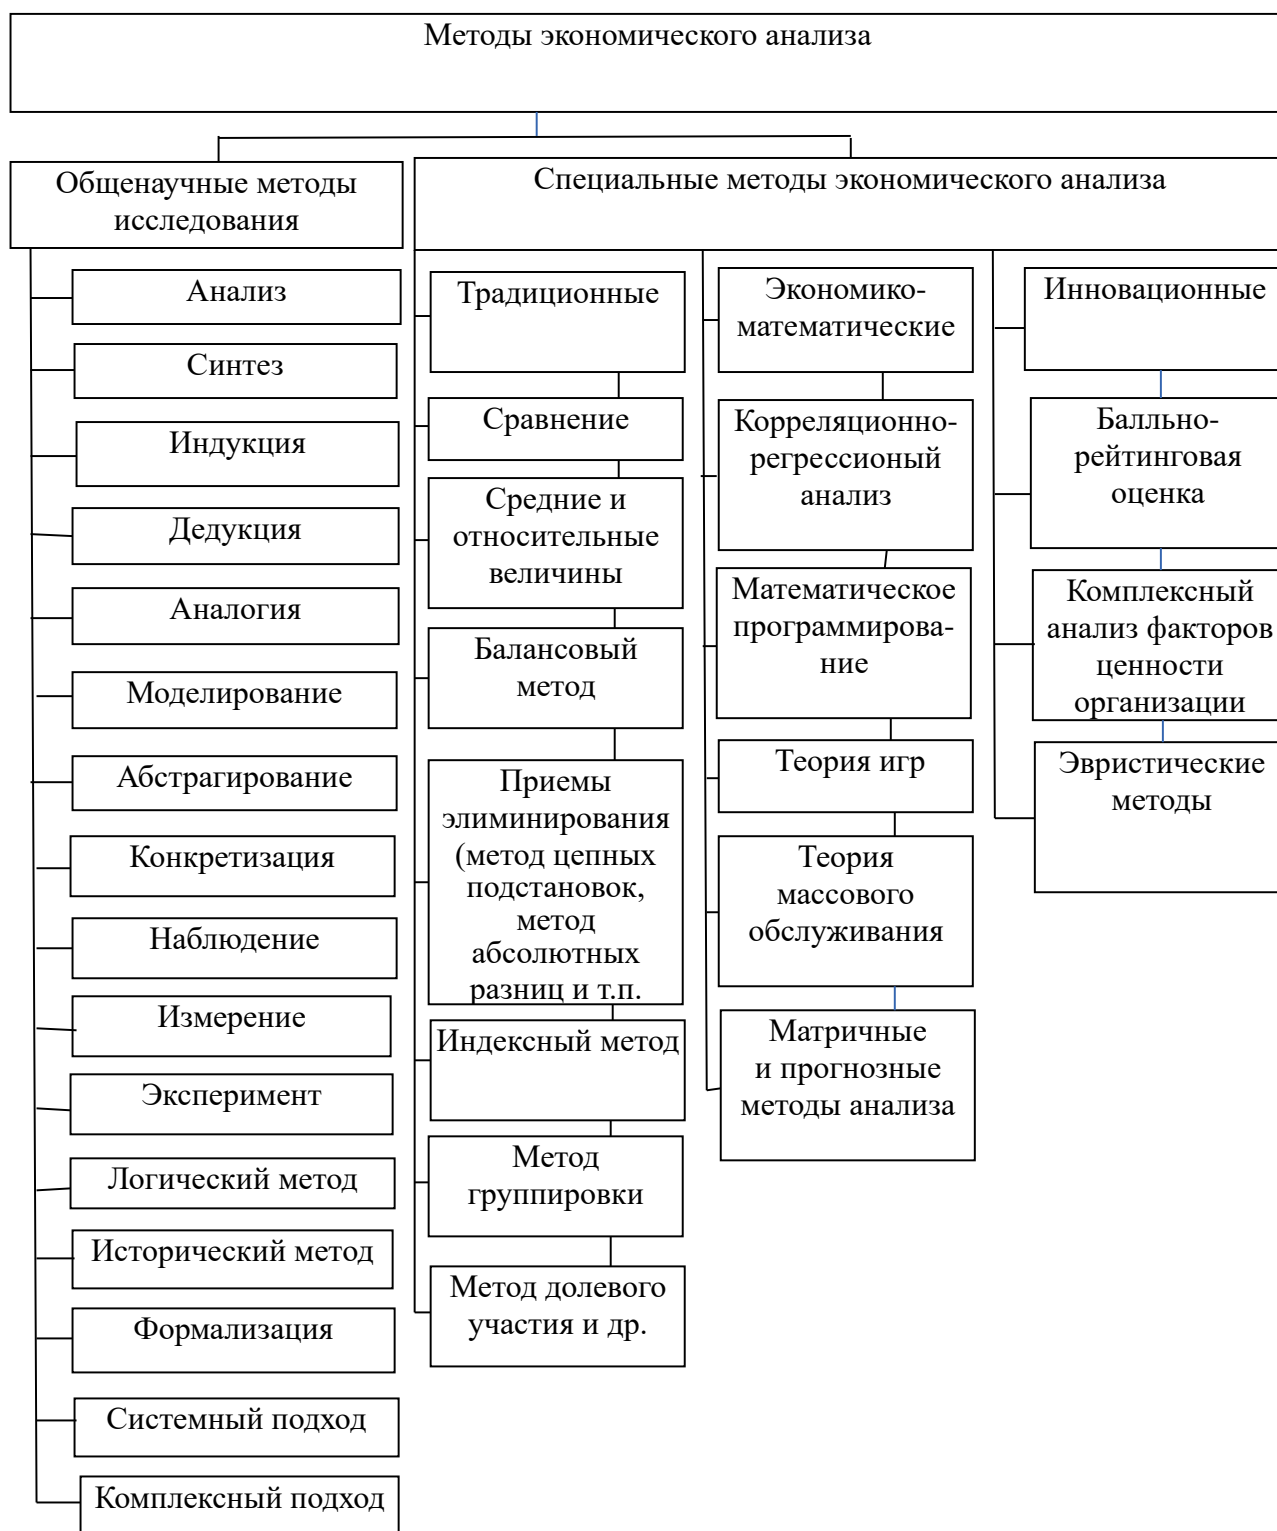 Методы экономического анализа
Общенаучные методы
исследования
Специальные методы экономического анализа
Анализ
Синтез
Индукция
Дедукция
Аналогия
Моделирование
Абстрагирование
Конкретизация
Наблюдение
Измерение
Эксперимент
Логический метод
Исторический метод
Формализация
Системный подход
Комплексный подход
Традиционные
Сравнение
Средние и
относительные
величины
Балансовый
метод
Приемы
элиминирования
(метод цепных
подстановок,
метод
абсолютных
разниц и т.п.
Индексный метод
Метод
группировки
Метод долевого
участия и др.
Экономико-
математические
Корреляционно-
регрессионый
анализ
Математическое
программирова-
ние
Теория игр
Теория
массового
обслуживания
Матричные
и прогнозные
методы анализа
Инновационные
Балльно-
рейтинговая
оценка
Комплексный
анализ факторов
ценности
организации
Эвристические
методы